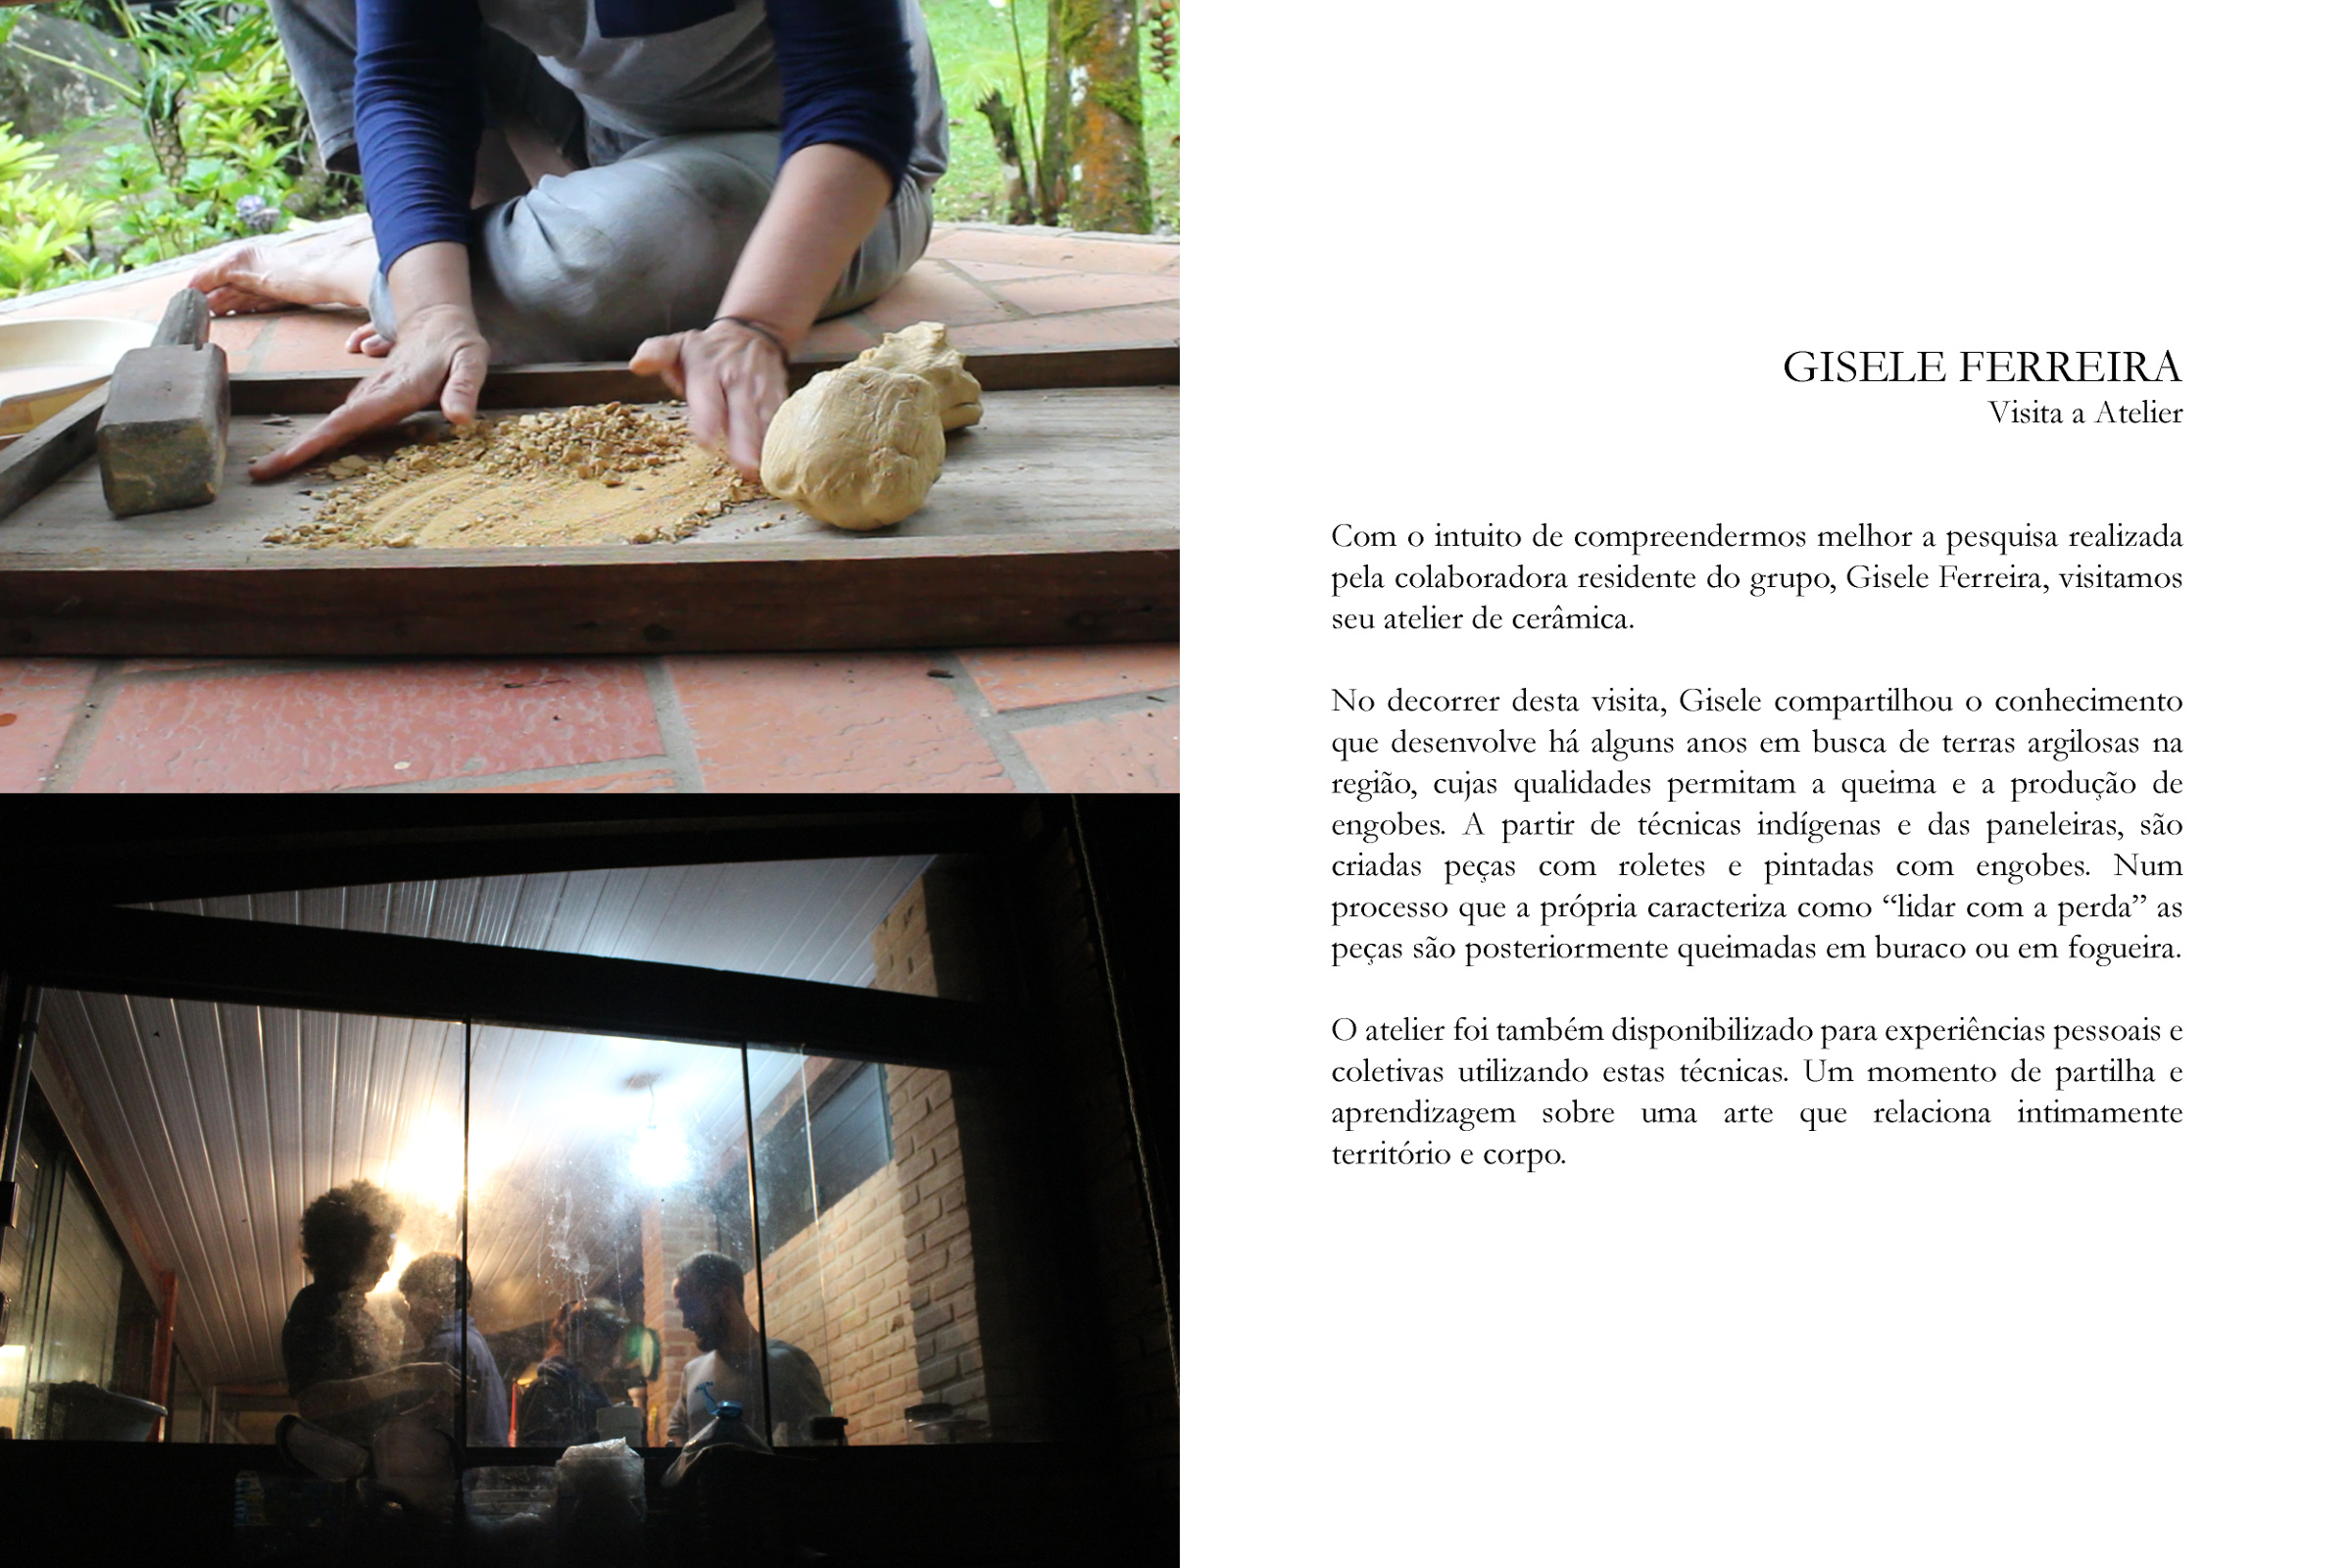 GISELE FERREIRA
Visita a Atelier
Com o intuito de compreendermos melhor a pesquisa realizada
pela colaboradora residente do grupo, Gisele Ferreira, visitamos
seu atelier de cerâmica.
No decorrer desta visita, Gisele compartilhou o conhecimento
que desenvolve há alguns anos em busca de terras argilosas na
região, cujas qualidades permitam a queima e a produção de
engobes. A partir de técnicas indígenas e das paneleiras, são
criadas peças com roletes e pintadas com engobes. Num
processo que a própria caracteriza como “lidar com a perda” as
peças são posteriormente queimadas em buraco ou em fogueira.
O atelier foi também disponibilizado para experiências pessoais e
coletivas utilizando estas técnicas. Um momento de partilha e
aprendizagem sobre uma arte que relaciona intimamente
território e corpo.